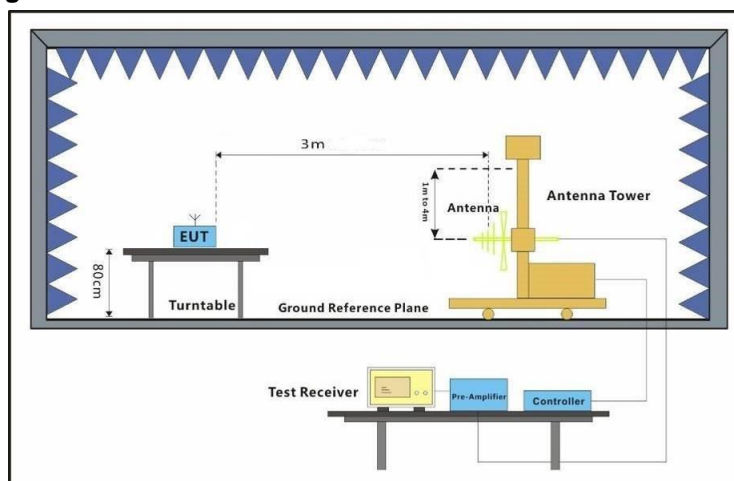 3m
1m to 4m
Antenna
Antenna Tower
EUT
80cm
Turntable
Ground Reference Plane
Test Receiver
Pre-Amplifier
Controller